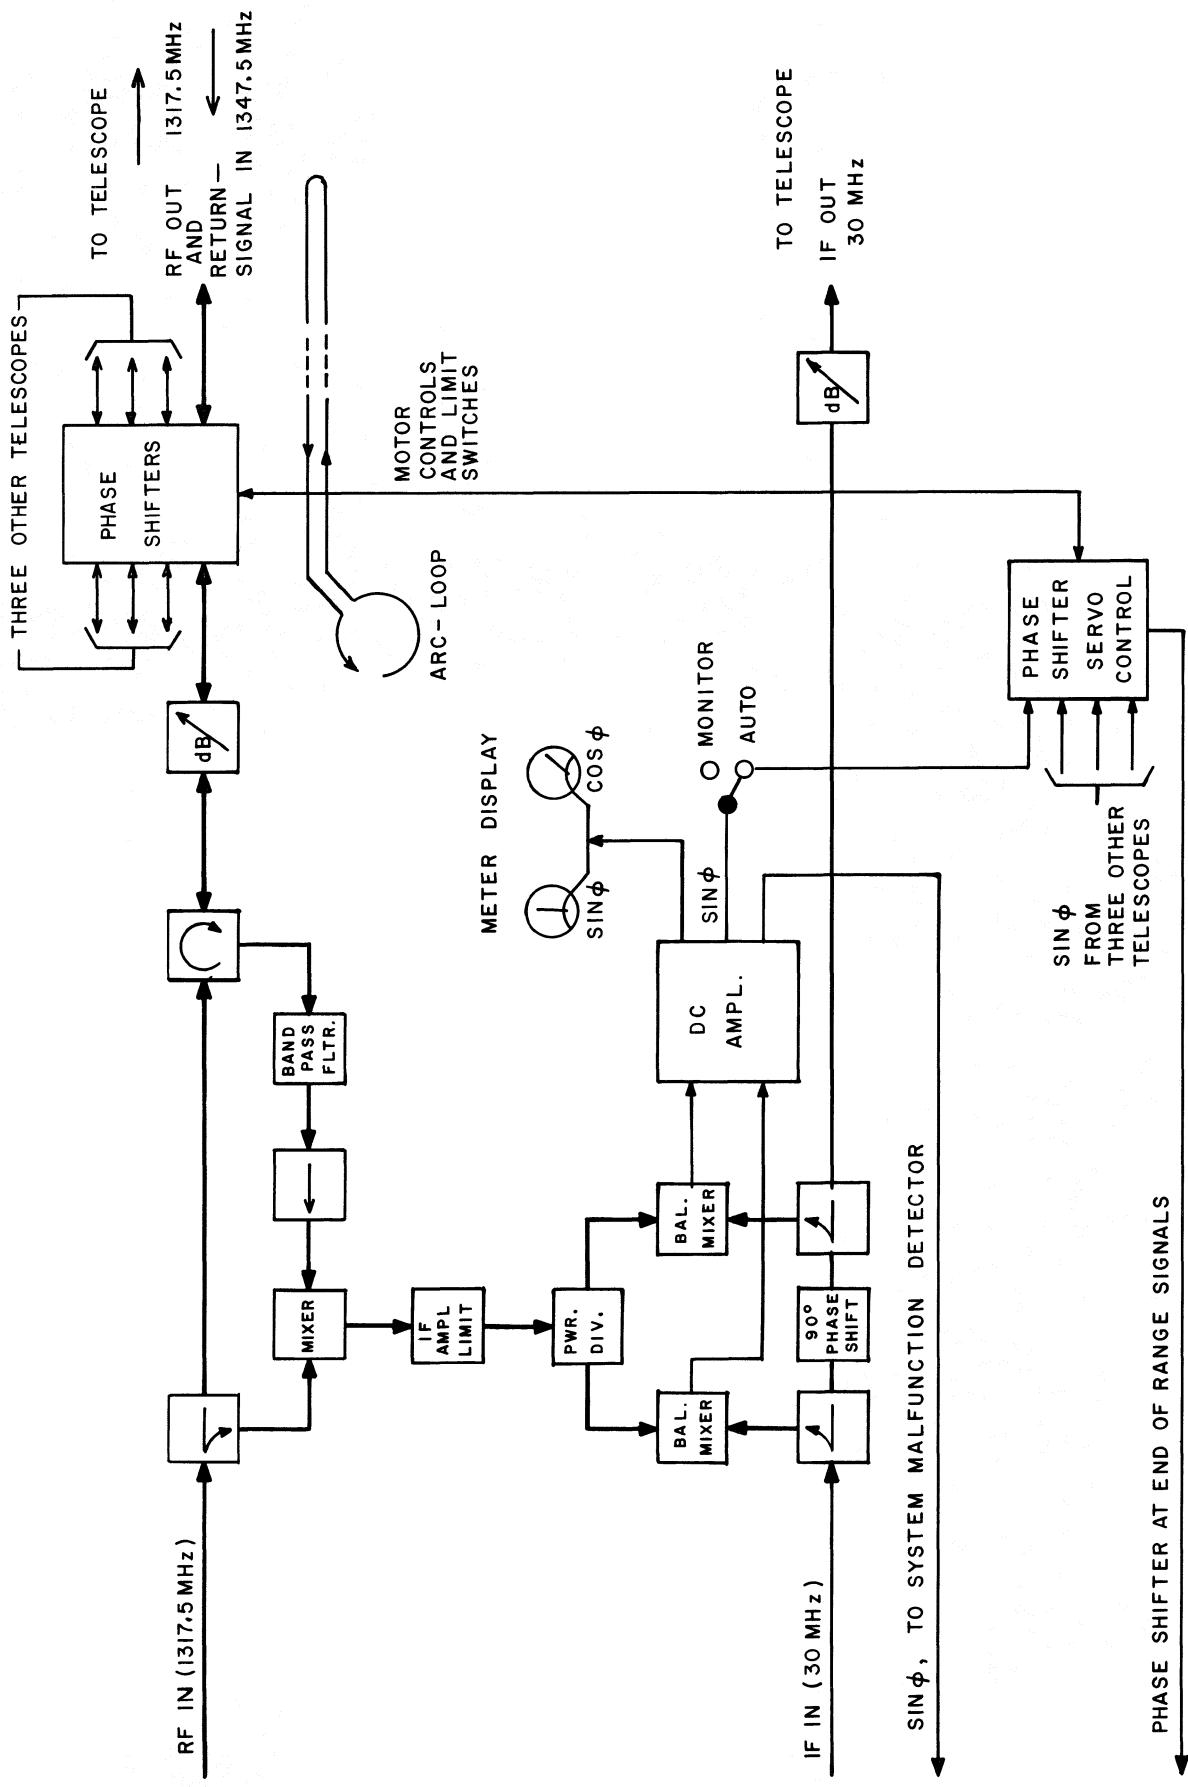 THREE OTHER TELESCOPES
TO TELESCOPE
RF OUT 1317.5 MHz
AND
RETURN—
SIGNAL IN 1347.5 MHz
PHASE
SHIFTERS
dB
ARC-LOOP
MOTOR
CONTROLS
AND LIMIT
SWITCHES
RF IN (1317.5 MHz)
BAND
PASS
FLTR.
MIXER
IF
AMPL
LIMIT
PWR.
DIV.
BAL.
MIXER
BAL.
MIXER
METER DISPLAY
SIN ϕ
COS ϕ
DC
AMPL.
SIN ϕ
MONITOR
AUTO
IF IN (30 MHz)
90°
PHASE
SHIFT
dB
TO TELESCOPE
IF OUT
30 MHz
SIN ϕ, TO SYSTEM MALFUNCTION DETECTOR
SIN ϕ
FROM
THREE OTHER
TELESCOPES
PHASE
SHIFTER
SERVO
CONTROL
PHASE SHIFTER AT END OF RANGE SIGNALS